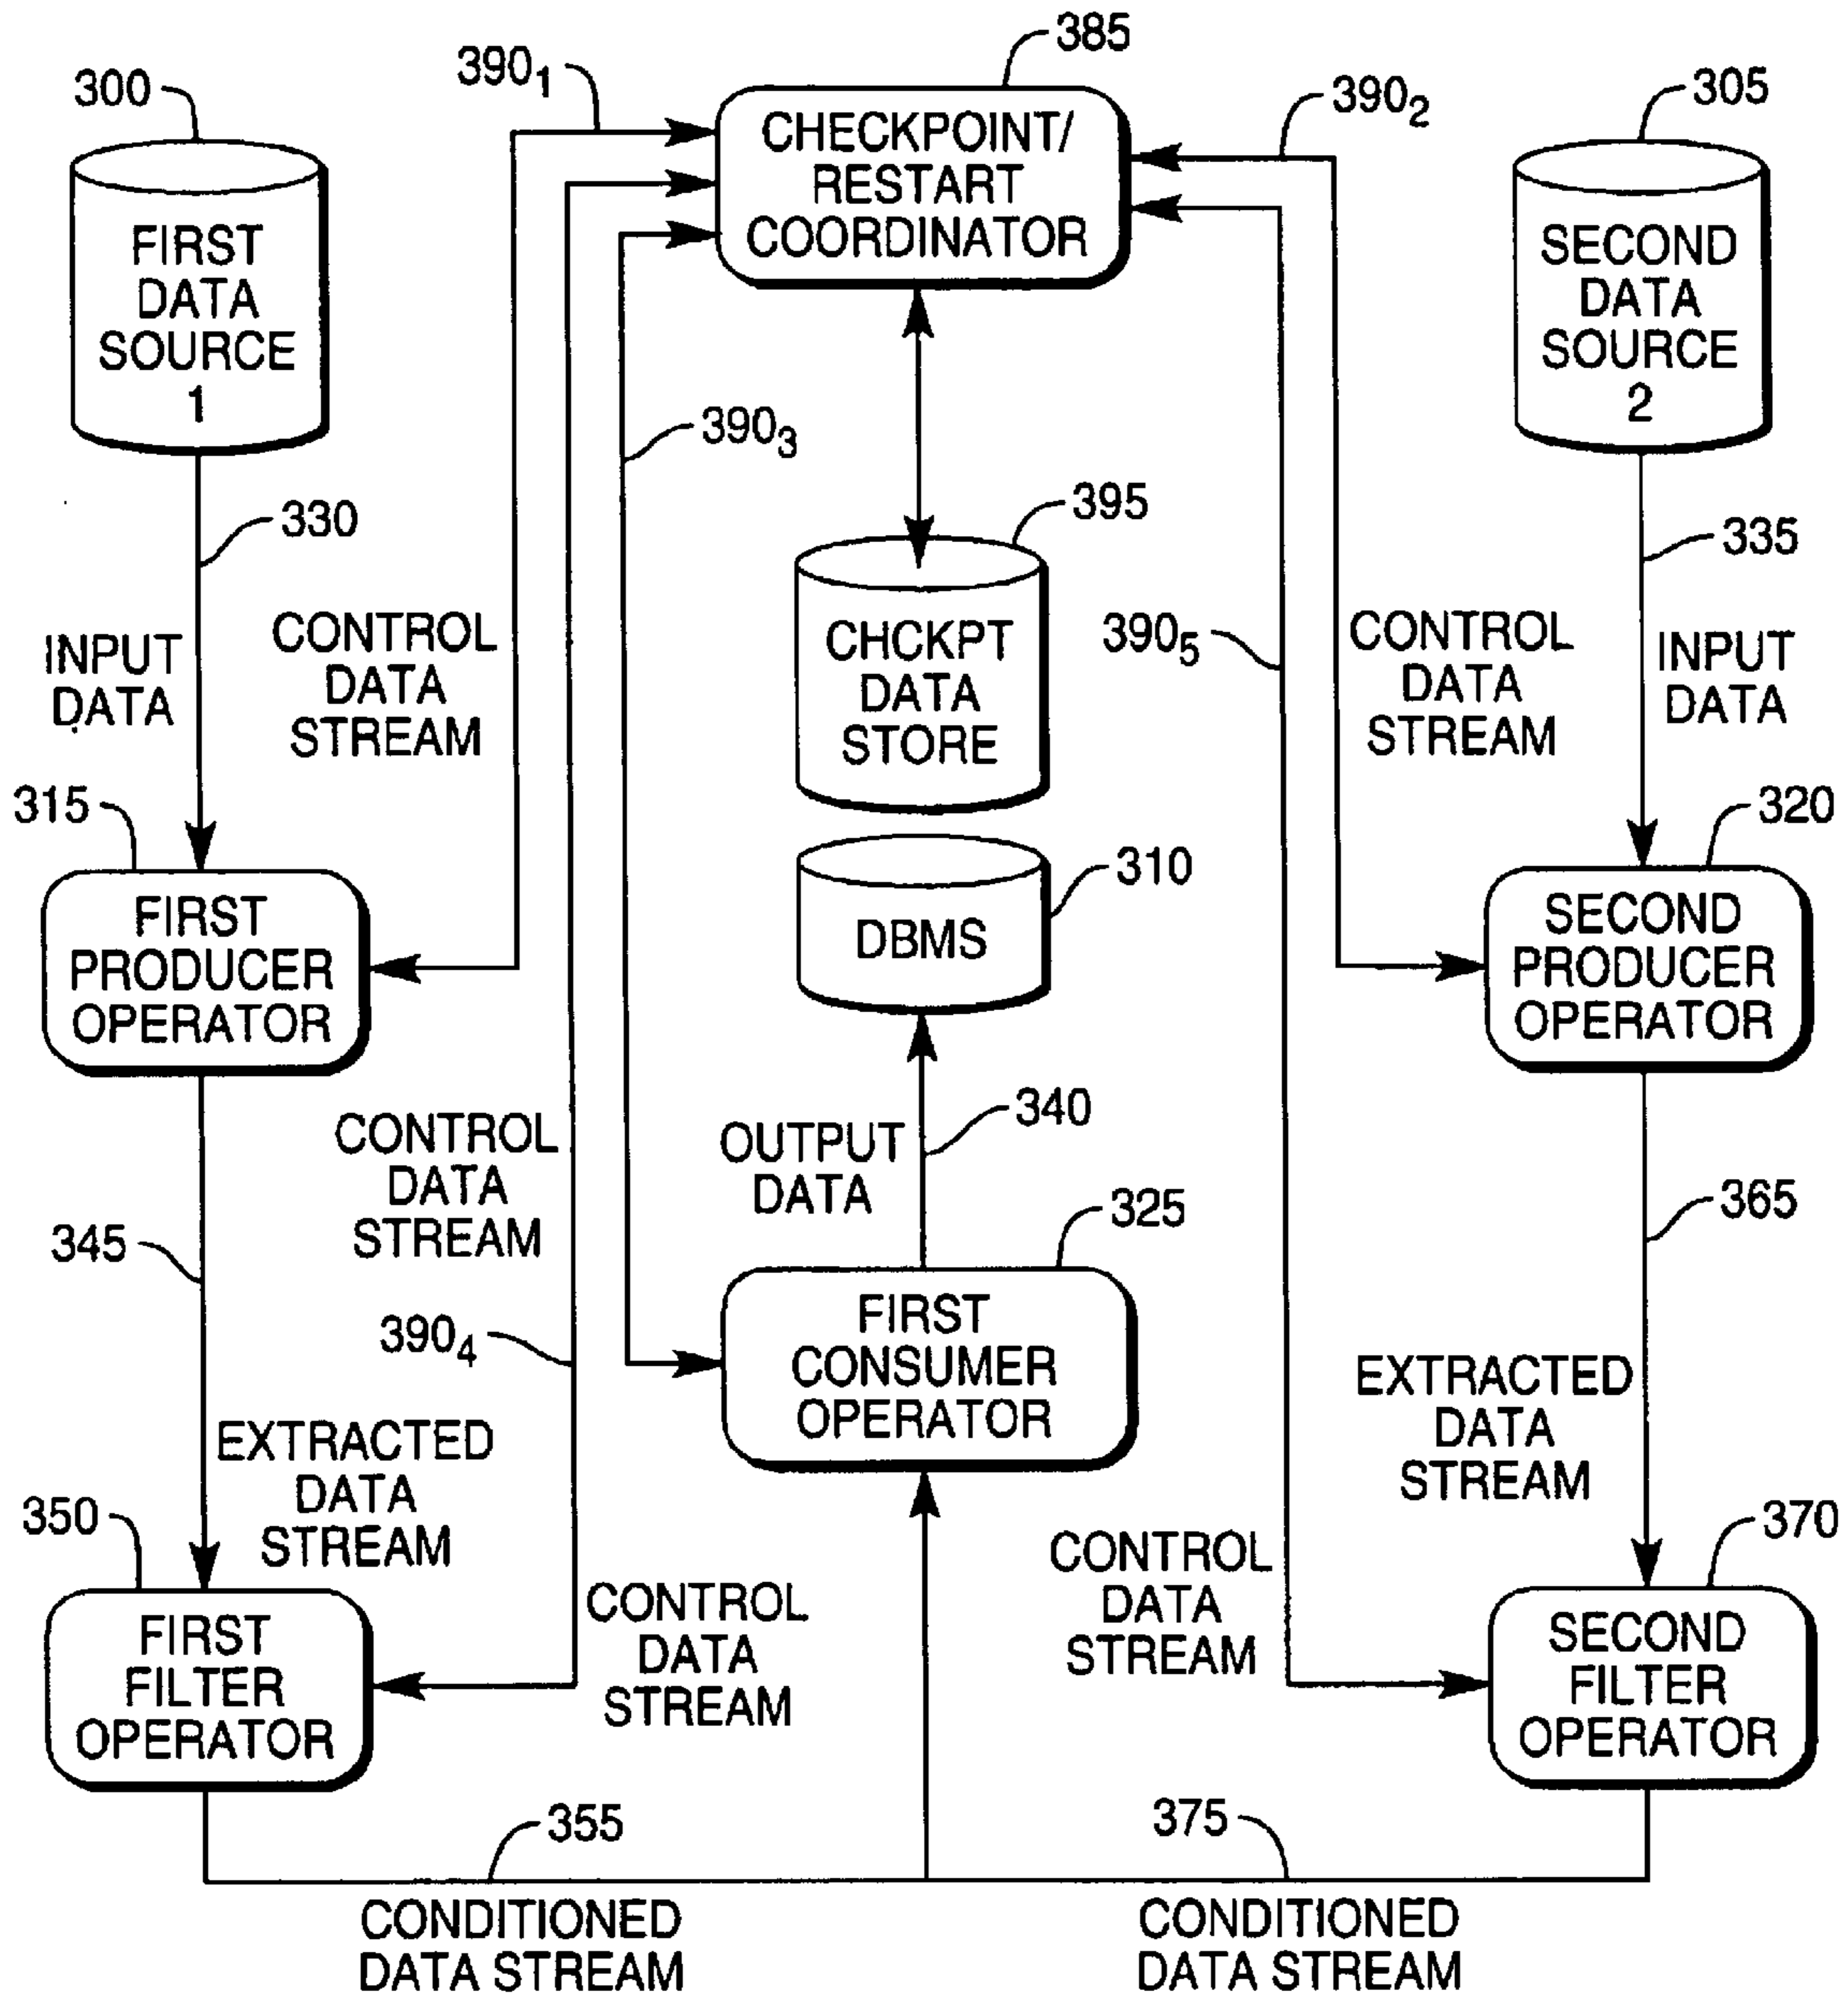 385
390₁
390₂
300
305
CHECKPOINT/
RESTART
COORDINATOR
FIRST
DATA
SOURCE
1
SECOND
DATA
SOURCE
2
390₃
330
395
335
INPUT
DATA
CONTROL
DATA
STREAM
CHCKPT
DATA
STORE
390₅
CONTROL
DATA
STREAM
INPUT
DATA
315
320
310
FIRST
PRODUCER
OPERATOR
DBMS
SECOND
PRODUCER
OPERATOR
340
CONTROL
DATA
STREAM
OUTPUT
DATA
325
365
345
390₄
FIRST
CONSUMER
OPERATOR
EXTRACTED
DATA
STREAM
EXTRACTED
DATA
STREAM
350
370
CONTROL
DATA
STREAM
CONTROL
DATA
STREAM
FIRST
FILTER
OPERATOR
SECOND
FILTER
OPERATOR
355
375
CONDITIONED
DATA STREAM
CONDITIONED
DATA STREAM